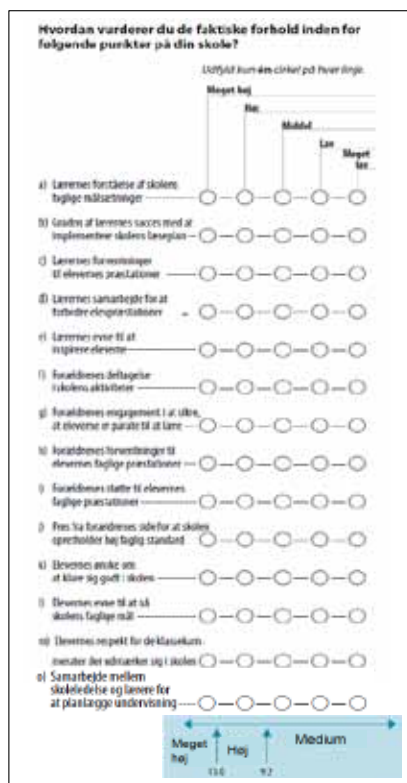 Hvordan vurderer du de faktiske forhold inden for
følgende punkter på din skole?
Udfyld kun én cirkel på hver linje.
Meget høj
Høj
Middel
Lav
Meget
lav
a) Lærernes forståelse af skolens
faglige målsetninger
b) Graden af lærernes succes med at
implementere skolens læseplan
c) Lærernes forventninger
til elevernes præstationer
d) Lærernes samarbejde for at
forbedre elevpræstationer
e) Lærernes evne til at
inspirere eleverne
f) Forældrenes deltagelse
i skolens aktiviteter
g) Forældrenes engagement i at sikre,
at eleverne er parate til at lære
h) Forældrenes forventninger til
elevernes faglige præstationer
i) Forældrenes støtte til elevernes
faglige præstationer
j) Pres fra forældrenes side for at skolen
opretholder høj faglig standard
k) Elevernes ønske om
at klare sig godt i skolen
l) Elevernes evne til at nå
skolens faglige mål
m) Elevernes respekt for de klassekam-
merater der udmærker sig i skolen
o) Samarbejde mellem
skoleledelse og lærere for
at planlægge undervisning
Meget
høj
Høj
Medium
13.0
9.2